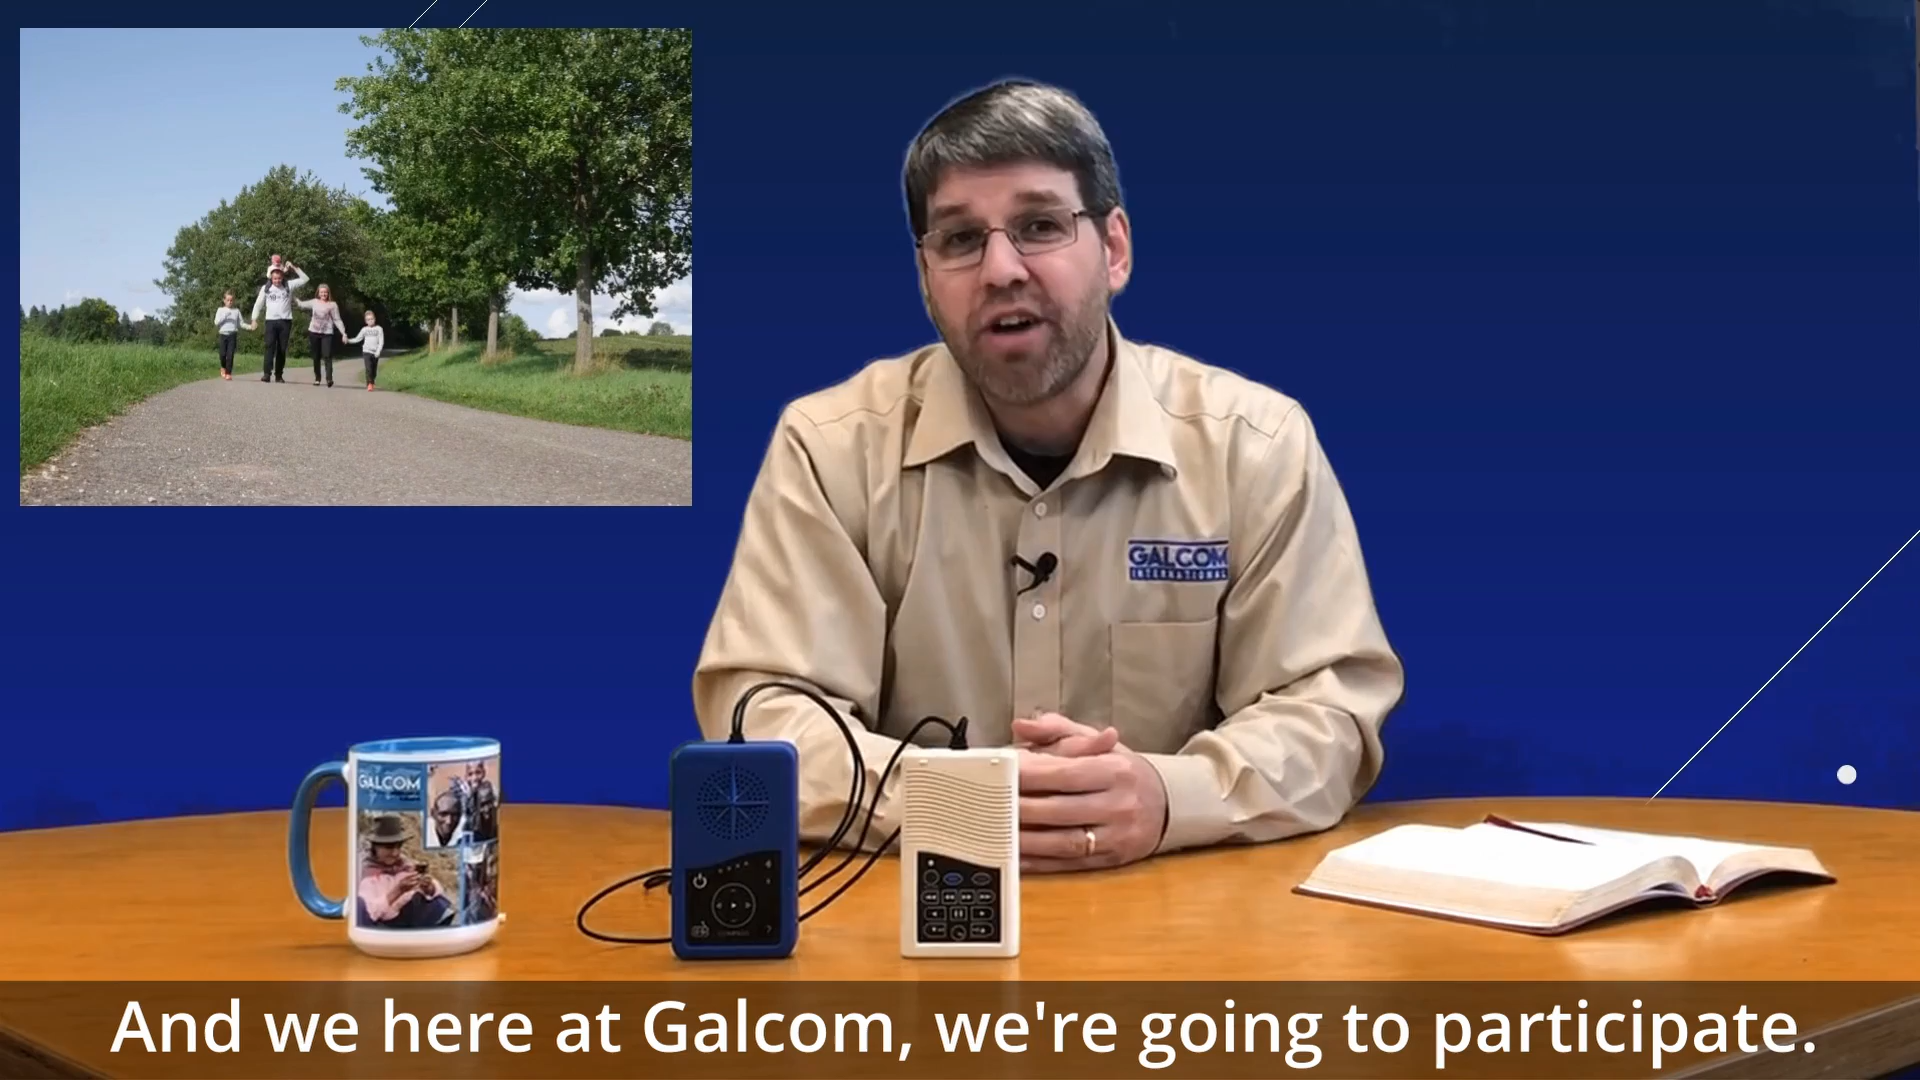 GALCOM
INTERNATIONAL
GALCOM
And we here at Galcom, we're going to participate.